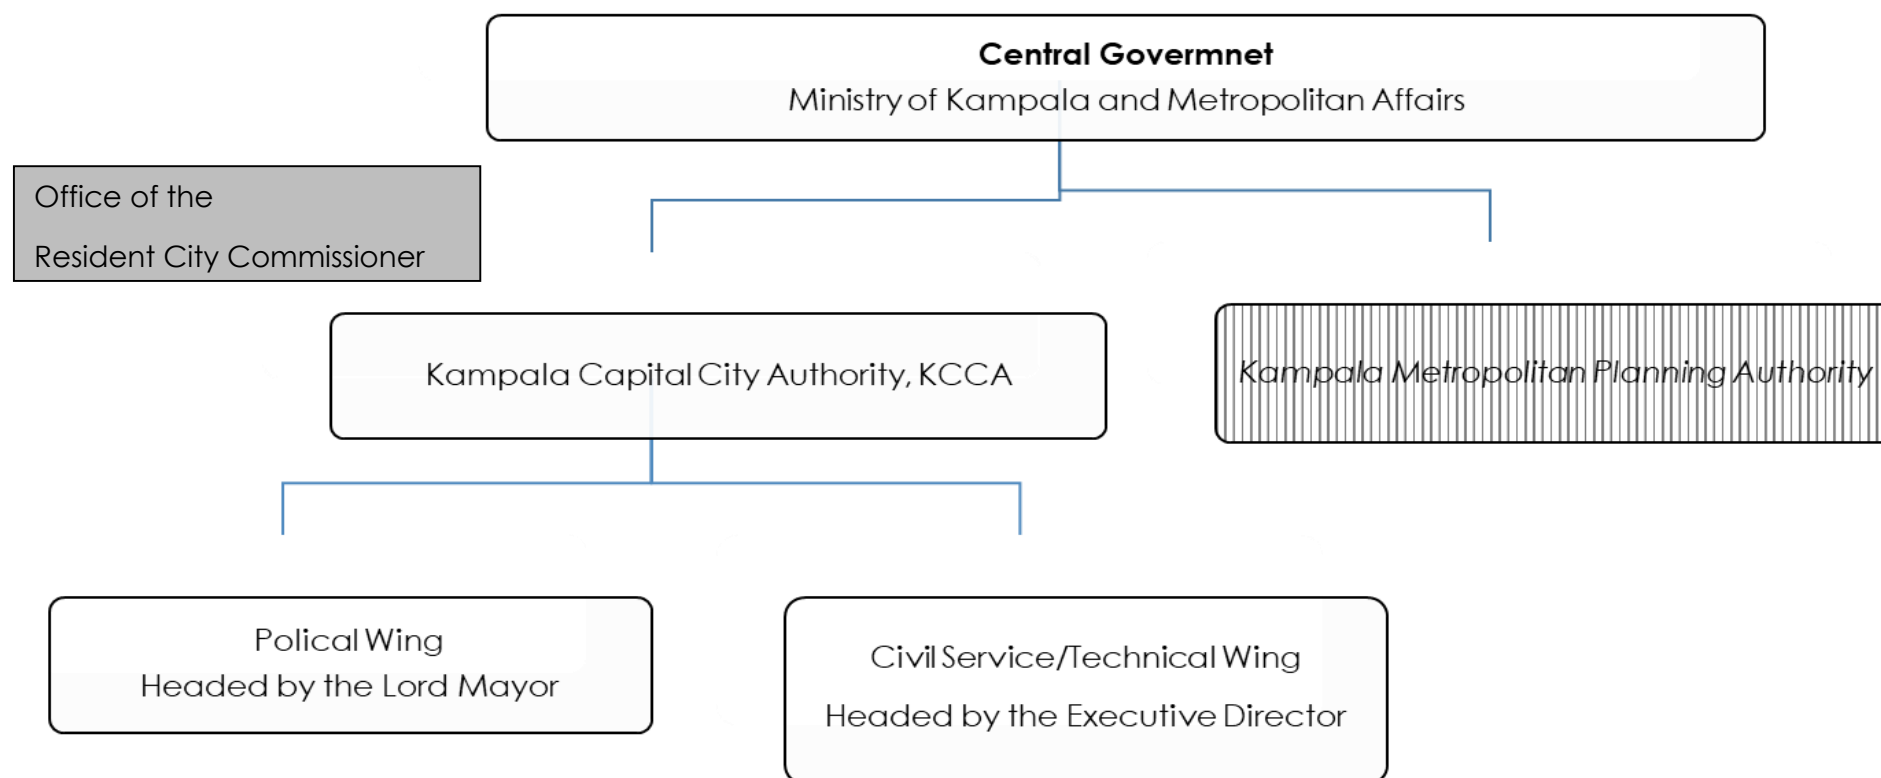 Central Govermnet
Ministry of Kampala and Metropolitan Affairs
Office of the
Resident City Commissioner
Kampala Capital City Authority, KCCA
Kampala Metropolitan Planning Authority
Polical Wing
Headed by the Lord Mayor
Civil Service/Technical Wing
Headed by the Executive Director